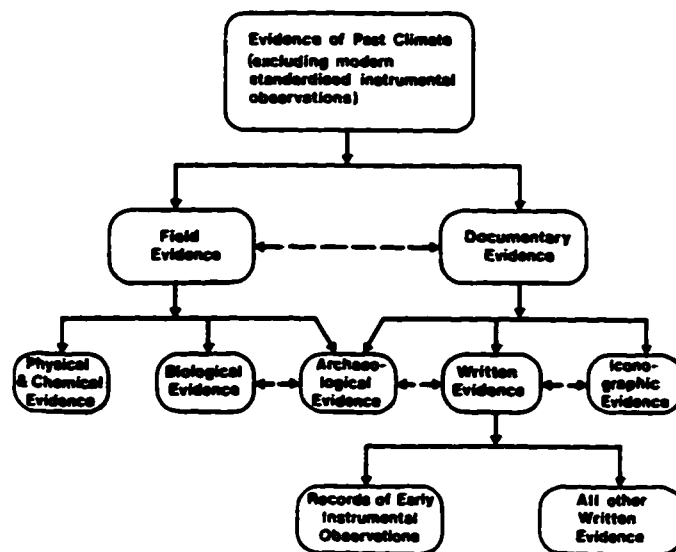 Evidence of Past Climate
(excluding modern
standardised instrumental
observations)
Field
Evidence
Documentary
Evidence
Physical
& Chemical
Evidence
Biological
Evidence
Archaeo-
logical
Evidence
Written
Evidence
Icono-
graphic
Evidence
Records of Early
Instrumental
Observations
All other
Written
Evidence